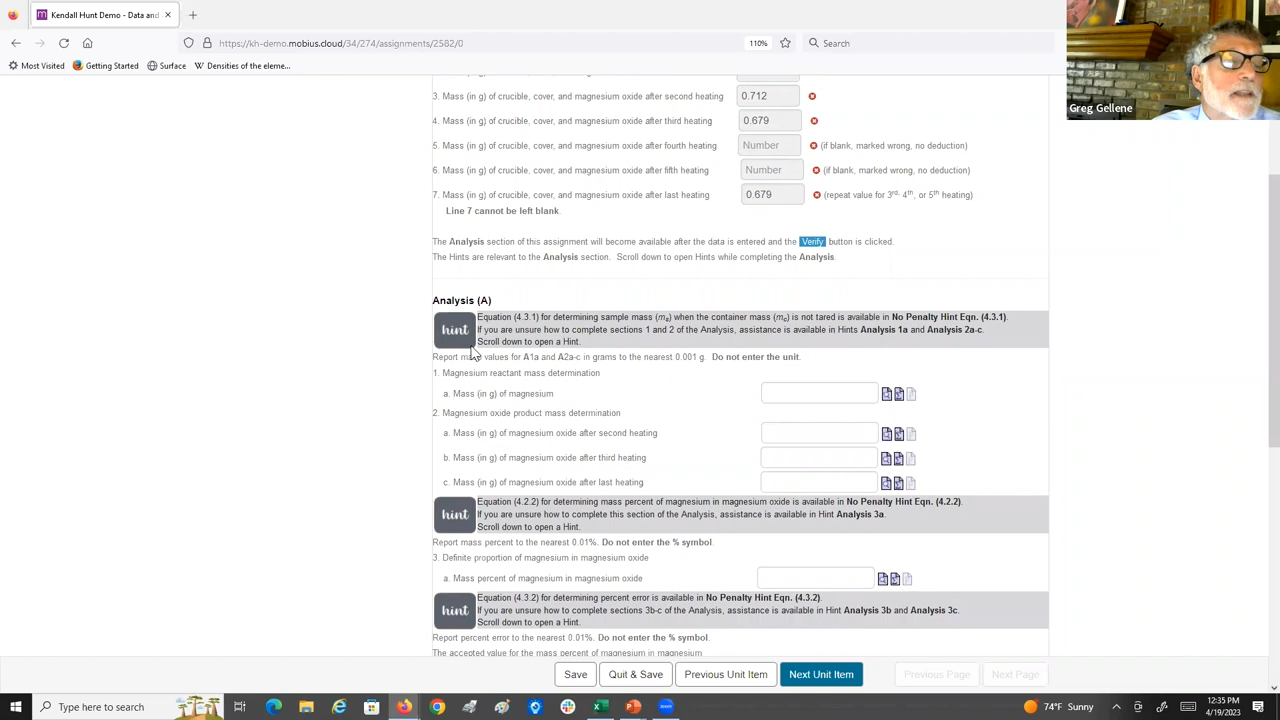 Kendall Hunt Demo - Data and
https://kh-demo.mobius.cloud/34/274/assignments/2582/0
110%
Search
Most Visited
Getting Started
Surface
Densities of the eleme...
Greg Gellene
3. Mass (in g) of crucible, cover, and magnesium oxide after second heating 0.712
4. Mass (in g) of crucible, cover, and magnesium oxide after third heating 0.679
5. Mass (in g) of crucible, cover, and magnesium oxide after fourth heating Number (if blank, marked wrong, no deduction)
6. Mass (in g) of crucible, cover, and magnesium oxide after fifth heating Number (if blank, marked wrong, no deduction)
7. Mass (in g) of crucible, cover, and magnesium oxide after last heating 0.679 (repeat value for 3rd, 4th, or 5th heating)
Line 7 cannot be left blank.
The Analysis section of this assignment will become available after the data is entered and the Verify button is clicked.
The Hints are relevant to the Analysis section. Scroll down to open Hints while completing the Analysis.
Analysis (A)
hint
Equation (4.3.1) for determining sample mass (ms) when the container mass (mc) is not tared is available in No Penalty Hint Eqn. (4.3.1).
If you are unsure how to complete sections 1 and 2 of the Analysis, assistance is available in Hints Analysis 1a and Analysis 2a-c.
Scroll down to open a Hint.
Report values for A1a and A2a-c in grams to the nearest 0.001 g. Do not enter the unit.
1. Magnesium reactant mass determination
a. Mass (in g) of magnesium
2. Magnesium oxide product mass determination
a. Mass (in g) of magnesium oxide after second heating
b. Mass (in g) of magnesium oxide after third heating
c. Mass (in g) of magnesium oxide after last heating
hint
Equation (4.2.2) for determining mass percent of magnesium in magnesium oxide is available in No Penalty Hint Eqn. (4.2.2).
If you are unsure how to complete this section of the Analysis, assistance is available in Hint Analysis 3a.
Scroll down to open a Hint.
Report mass percent to the nearest 0.01%. Do not enter the % symbol.
3. Definite proportion of magnesium in magnesium oxide
a. Mass percent of magnesium in magnesium oxide
hint
Equation (4.3.2) for determining percent error is available in No Penalty Hint Eqn. (4.3.2).
If you are unsure how to complete sections 3b-c of the Analysis, assistance is available in Hint Analysis 3b and Analysis 3c.
Scroll down to open a Hint.
Report percent error to the nearest 0.01%. Do not enter the % symbol.
The accepted value for the mass percent of magnesium in magnesium
Save
Quit & Save
Previous Unit Item
Next Unit Item
Previous Page
Next Page
Type here to search
74°F Sunny
12:35 PM
4/19/2023